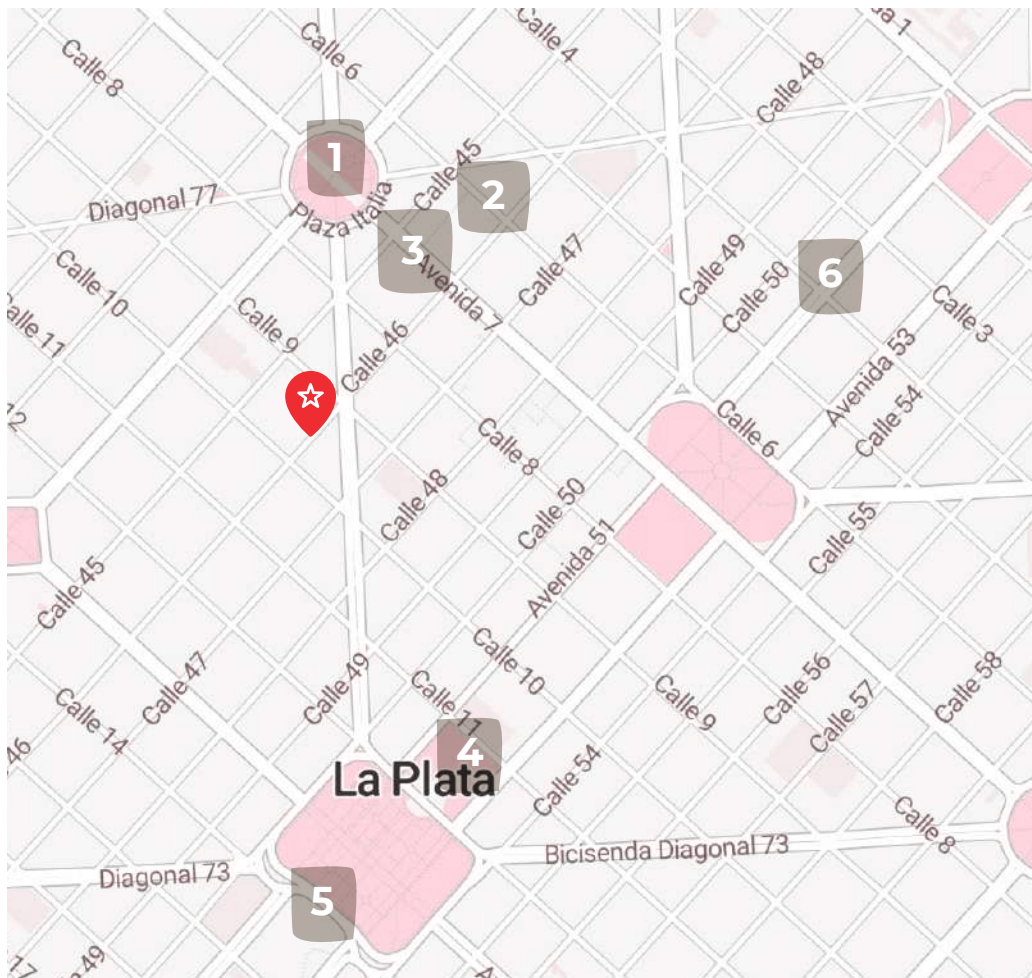 Calle 8
Calle 6
Calle 4
Calle 48
1
Calle 45
2
Diagonal 77
Plaza Italia
3
Avenida 7
Calle 47
Calle 49
Calle 50
6
Calle 3
Calle 10
Calle 9
Calle 46
Avenida 53
Calle 54
Calle 6
Calle 8
Calle 48
Calle 50
Avenida 51
Calle 55
Calle 45
Calle 47
Calle 49
Calle 10
Calle 11
Calle 14
Calle 9
Calle 56
Calle 57
Calle 58
46
4
La Plata
Calle 54
Calle 8
Bicisenda Diagonal 73
Diagonal 73
5